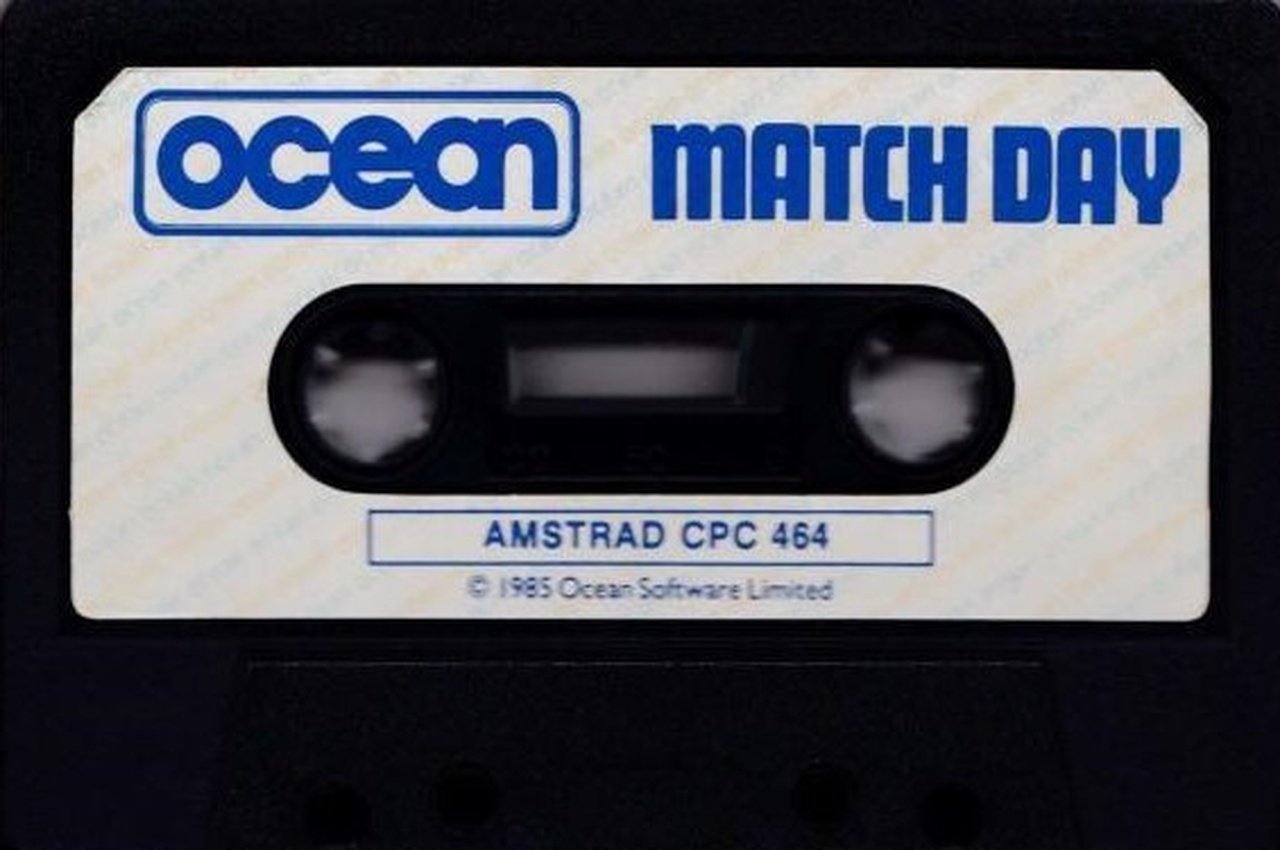 ocean MATCH DAY
AMSTRAD CPC 464
© 1985 Ocean Software Limited